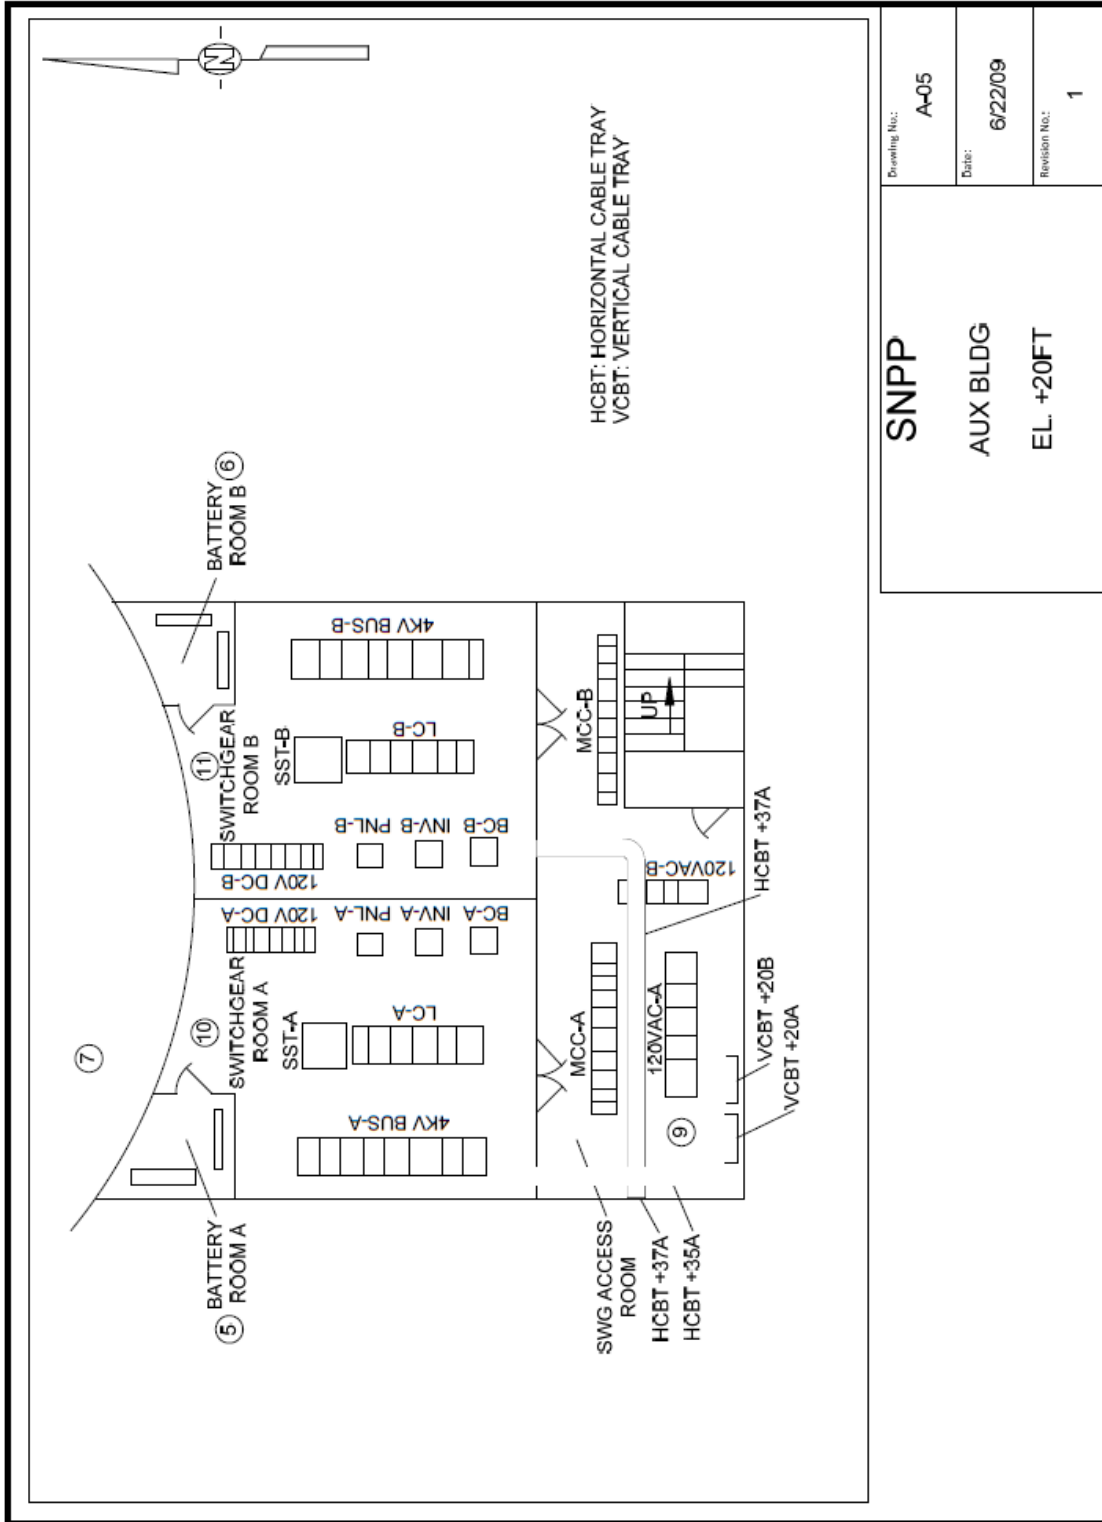 N
7
5
BATTERY
ROOM A
BATTERY
ROOM B
6
10
SWITCHGEAR
ROOM A
11
SWITCHGEAR
ROOM B
120V DC-A
120V DC-B
SST-A
SST-B
4KV BUS-A
LC-A
PNL-A
INV-A
BC-A
PNL-B
INV-B
BC-B
LC-B
4KV BUS-B
MCC-A
MCC-B
SWG ACCESS
ROOM
HCBT +37A
HCBT +35A
120VAC-A
120VAC-B
UP
9
HCBT +37A
VCBT +20B
VCBT +20A
HCBT: HORIZONTAL CABLE TRAY
VCBT: VERTICAL CABLE TRAY
SNPP
AUX BLDG
EL. +20FT
Drawing No.:
A-05
Date:
6/22/09
Revision No.:
1